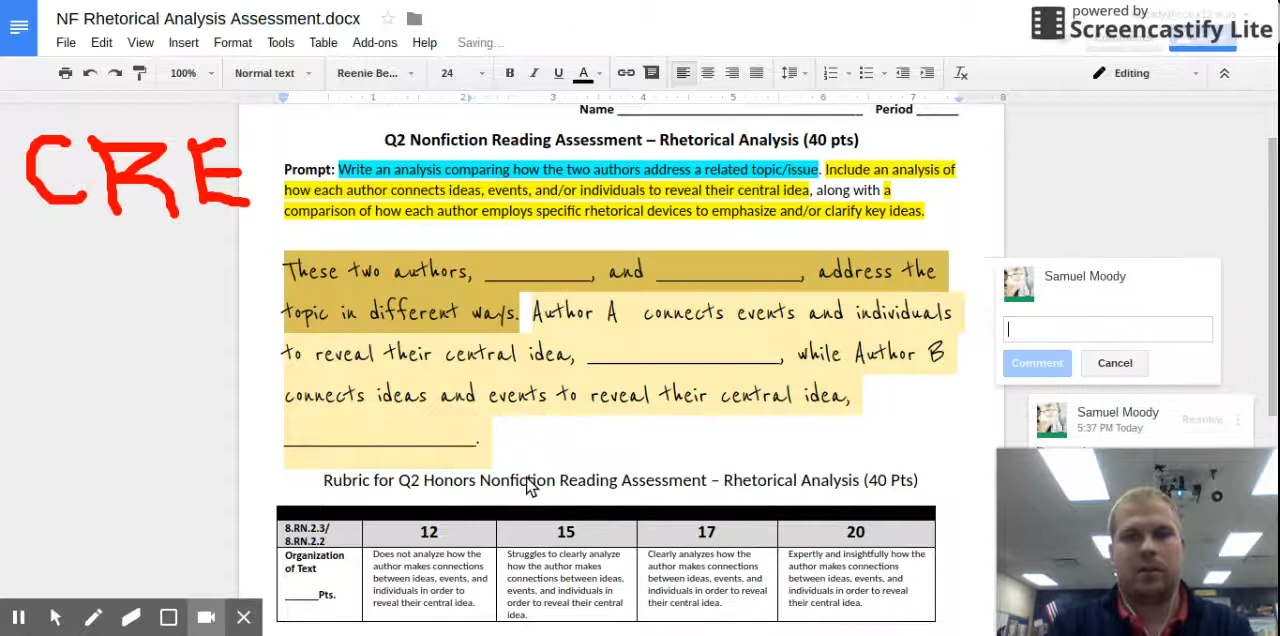 NF Rhetorical Analysis Assessment.docx
powered by
Screencastify Lite
File Edit View Insert Format Tools Table Add-ons Help Saving...
100% Normal text Reenie Be... 24 B I U A Editing
1 2 3 4 5 6 7 8
Name ____________ Period ______
CRE
Q2 Nonfiction Reading Assessment – Rhetorical Analysis (40 pts)
Prompt: Write an analysis comparing how the two authors address a related topic/issue. Include an analysis of
how each author connects ideas, events, and/or individuals to reveal their central idea, along with a
comparison of how each author employs specific rhetorical devices to emphasize and/or clarify key ideas.
These two authors, __________, and _____________, address the
topic in different ways. Author A connects events and individuals
to reveal their central idea, _________________, while Author B
connects ideas and events to reveal their central idea,
_________________.
Samuel Moody
Comment Cancel
Samuel Moody Resolve
5:37 PM Today
Rubric for Q2 Honors Nonfiction Reading Assessment – Rhetorical Analysis (40 Pts)
8.RN.2.3/
8.RN.2.2
12 15 17 20
Organization
of Text
______Pts.
Does not analyze how the
author makes connections
between ideas, events, and
individuals in order to
reveal their central idea.
Struggles to clearly analyze
how the author makes
connections between ideas,
events, and individuals in
order to reveal their central
idea.
Clearly analyzes how the
author makes connections
between ideas, events, and
individuals in order to reveal
their central idea.
Expertly and insightfully how the
author makes connections
between ideas, events, and
individuals in order to reveal
their central idea.